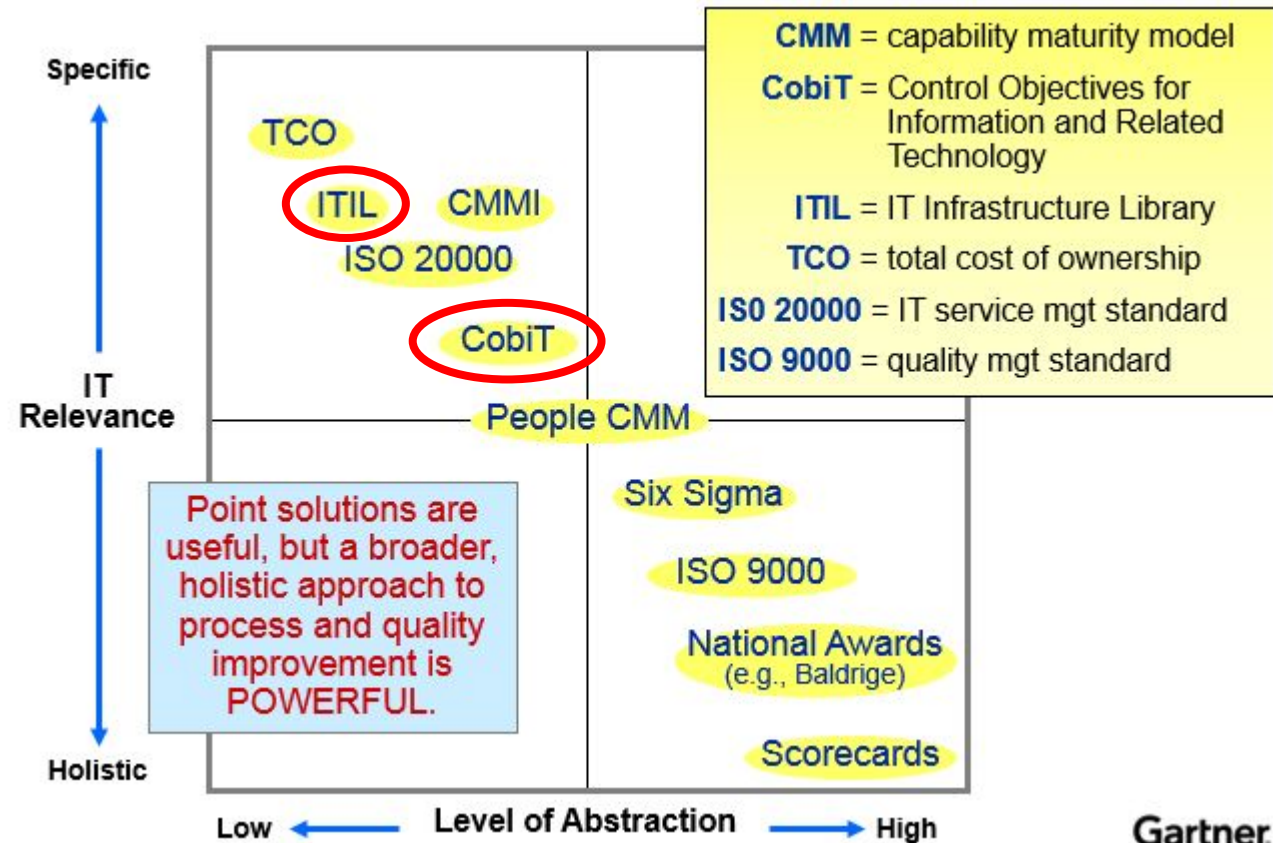 CMM = capability maturity model
CobiT = Control Objectives for
Information and Related
Technology
ITIL = IT Infrastructure Library
TCO = total cost of ownership
IS0 20000 = IT service mgt standard
ISO 9000 = quality mgt standard
Specific
TCO
ITIL
CMMI
ISO 20000
CobiT
IT
Relevance
People CMM
Six Sigma
Point solutions are
useful, but a broader,
holistic approach to
process and quality
improvement is
POWERFUL.
ISO 9000
National Awards
(e.g., Baldrige)
Scorecards
Holistic
Low
Level of Abstraction
High
Gartner